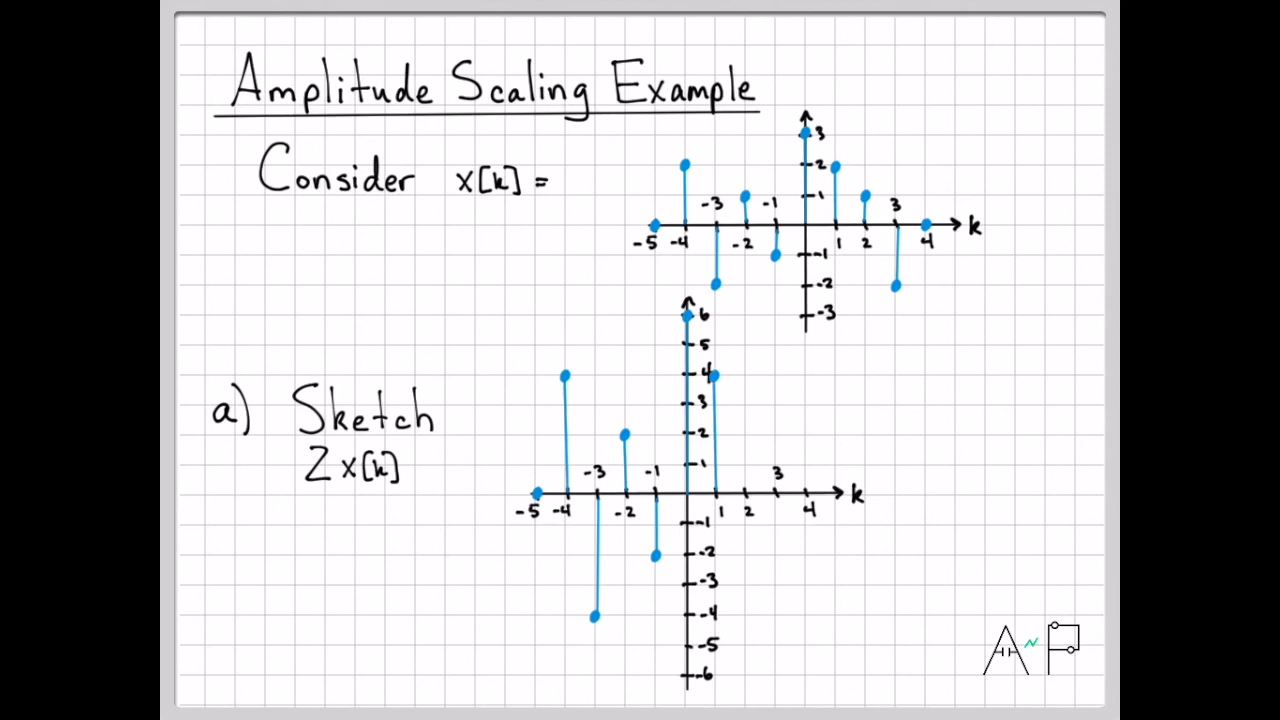 Amplitude Scaling Example
Consider x[k] =
3
2
1
-3 -1 3
k
-5 -4 -2 1 2 4
-1
-2
-3
6
5
4
3
2
1
-3 -1 3
k
-5 -4 -2 1 2 4
-1
-2
-3
-4
-5
-6
a) Sketch
2x[k]
A P